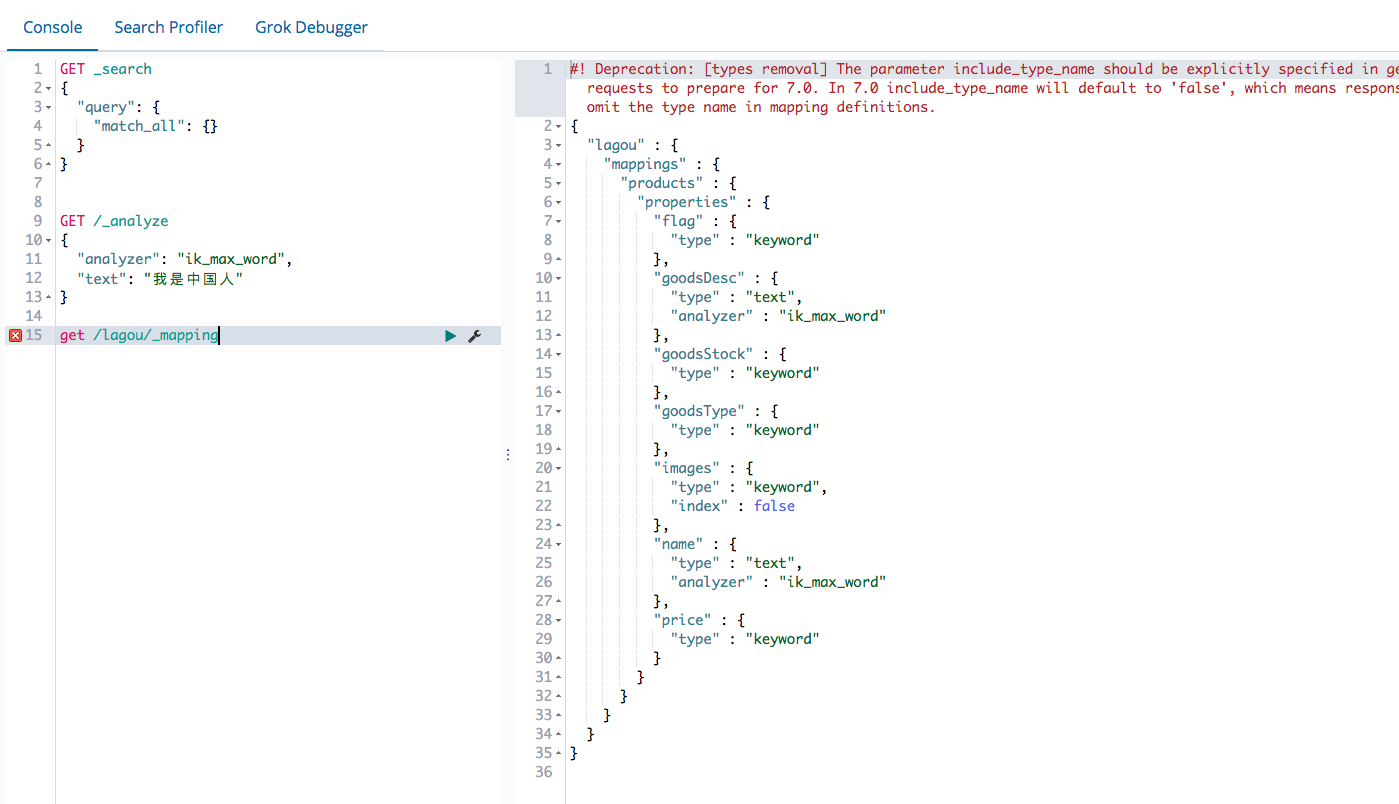 Console Search Profiler Grok Debugger
1 GET _search
2 {
3 "query": {
4 "match_all": {}
5 }
6 }
7
8
9 GET /_analyze
10 {
11 "analyzer": "ik_max_word",
12 "text": "我是中国人"
13 }
14
15 get /lagou/_mapping
1 #! Deprecation: [types removal] The parameter include_type_name should be explicitly specified in ge
requests to prepare for 7.0. In 7.0 include_type_name will default to 'false', which means respons
omit the type name in mapping definitions.
2 {
3 "lagou" : {
4 "mappings" : {
5 "products" : {
6 "properties" : {
7 "flag" : {
8 "type" : "keyword"
9 },
10 "goodsDesc" : {
11 "type" : "text",
12 "analyzer" : "ik_max_word"
13 },
14 "goodsStock" : {
15 "type" : "keyword"
16 },
17 "goodsType" : {
18 "type" : "keyword"
19 },
20 "images" : {
21 "type" : "keyword",
22 "index" : false
23 },
24 "name" : {
25 "type" : "text",
26 "analyzer" : "ik_max_word"
27 },
28 "price" : {
29 "type" : "keyword"
30 }
31 }
32 }
33 }
34 }
35 }
36